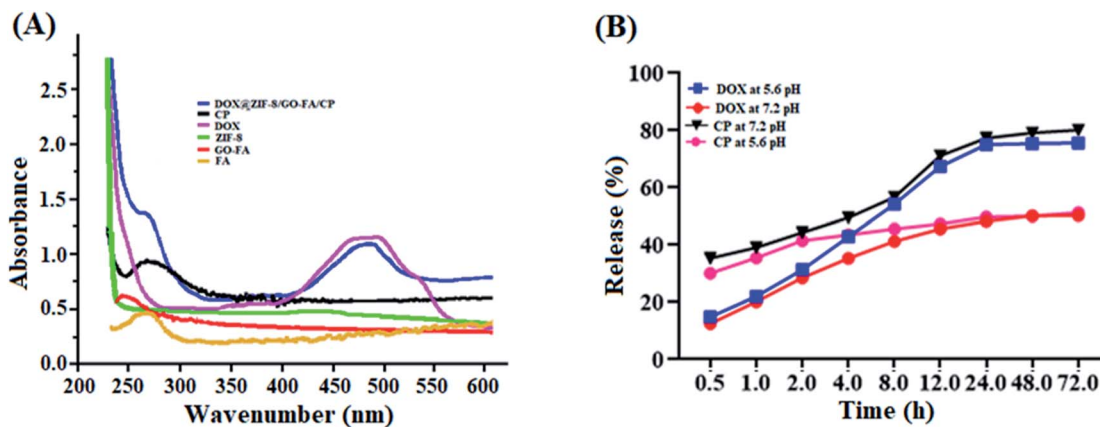 (A)
Absorbance
2.5
2.0
1.5
1.0
0.5
0.0
DOX@ZIF-8/GO-FA/CP
CP
DOX
ZIF-8
GO-FA
FA
200 250 300 350 400 450 500 550 600
Wavenumber (nm)
(B)
Release (%)
100
80
60
40
20
0
DOX at 5.6 pH
DOX at 7.2 pH
CP at 7.2 pH
CP at 5.6 pH
0.5 1.0 2.0 4.0 8.0 12.0 24.0 48.0 72.0
Time (h)